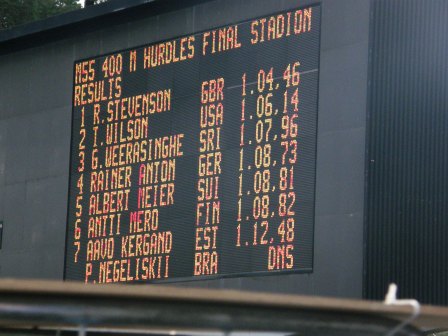 M55 400 M HURDLES FINAL STADION
RESULTS
1 R.STEVENSON GBR 1.04,46
2 T.WILSON USA 1.06,14
3 G.WEERASINGHE SRI 1.07,96
4 RAINER ANTON GER 1.08,73
5 ALBERT MEIER SUI 1.08,81
6 ANTTI MERO FIN 1.08,82
7 AAVO KERGAND EST 1.12,48
P.NEGELISKII BRA DNS